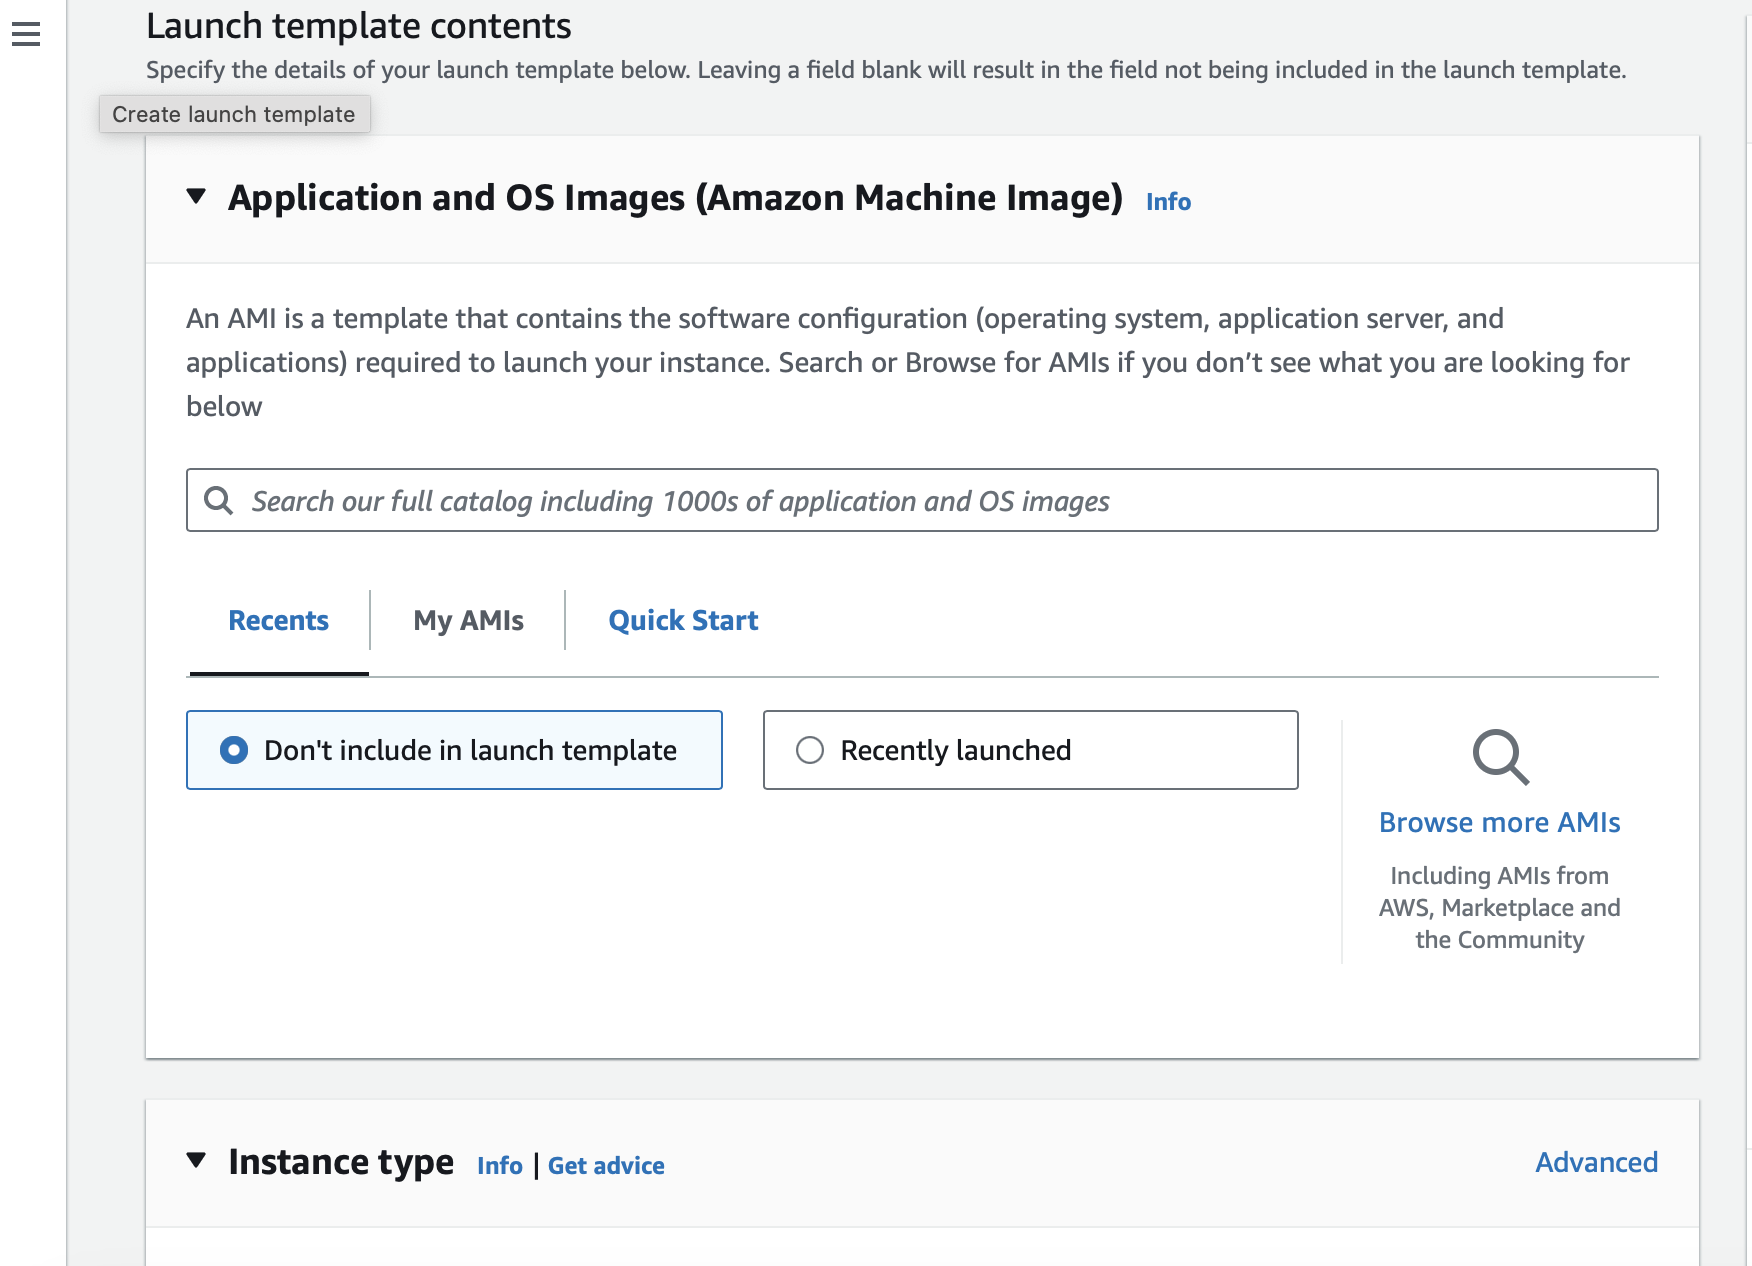 Launch template contents
Specify the details of your launch template below. Leaving a field blank will result in the field not being included in the launch template.
Create launch template
Application and OS Images (Amazon Machine Image) Info
An AMI is a template that contains the software configuration (operating system, application server, and
applications) required to launch your instance. Search or Browse for AMIs if you don’t see what you are looking for
below
Search our full catalog including 1000s of application and OS images
Recents My AMIs Quick Start
Don't include in launch template
Recently launched
Browse more AMIs
Including AMIs from
AWS, Marketplace and
the Community
Instance type Info | Get advice Advanced